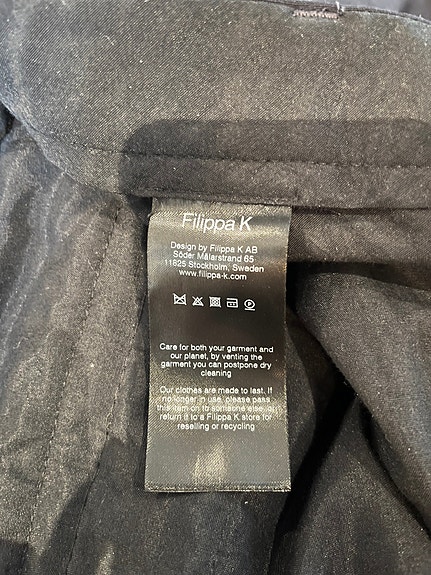 Filippa K
Design by Filippa K AB
Söder Mälarstrand 65
11825 Stockholm, Sweden
www.filippa-k.com
Care for both your garment and
our planet, by venting the
garment you can postpone dry
cleaning
Our clothes are made to last. If
no longer in use, please pass
this item on to someone else or
return it to a Filippa K store for
reselling or recycling